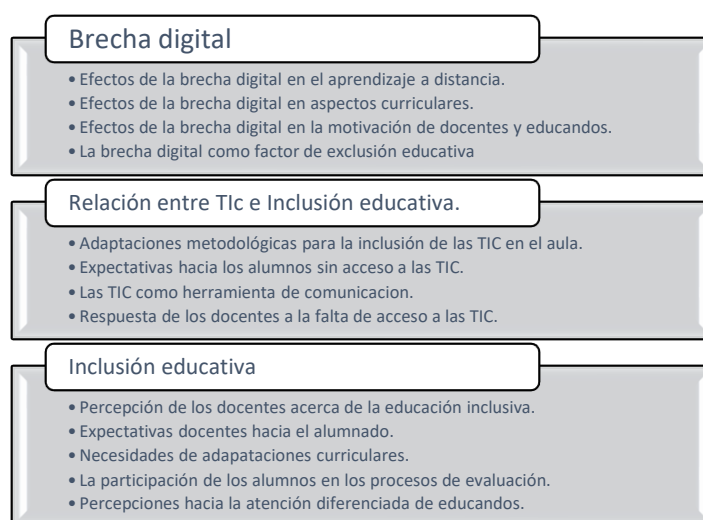 Brecha digital
• Efectos de la brecha digital en el aprendizaje a distancia.
• Efectos de la brecha digital en aspectos curriculares.
• Efectos de la brecha digital en la motivación de docentes y educandos.
• La brecha digital como factor de exclusión educativa
Relación entre TIc e Inclusión educativa.
• Adaptaciones metodológicas para la inclusión de las TIC en el aula.
• Expectativas hacia los alumnos sin acceso a las TIC.
• Las TIC como herramienta de comunicacion.
• Respuesta de los docentes a la falta de acceso a las TIC.
Inclusión educativa
• Percepción de los docentes acerca de la educación inclusiva.
• Expectativas docentes hacia el alumnado.
• Necesidades de adapataciones curriculares.
• La participación de los alumnos en los procesos de evaluación.
• Percepciones hacia la atención diferenciada de educandos.